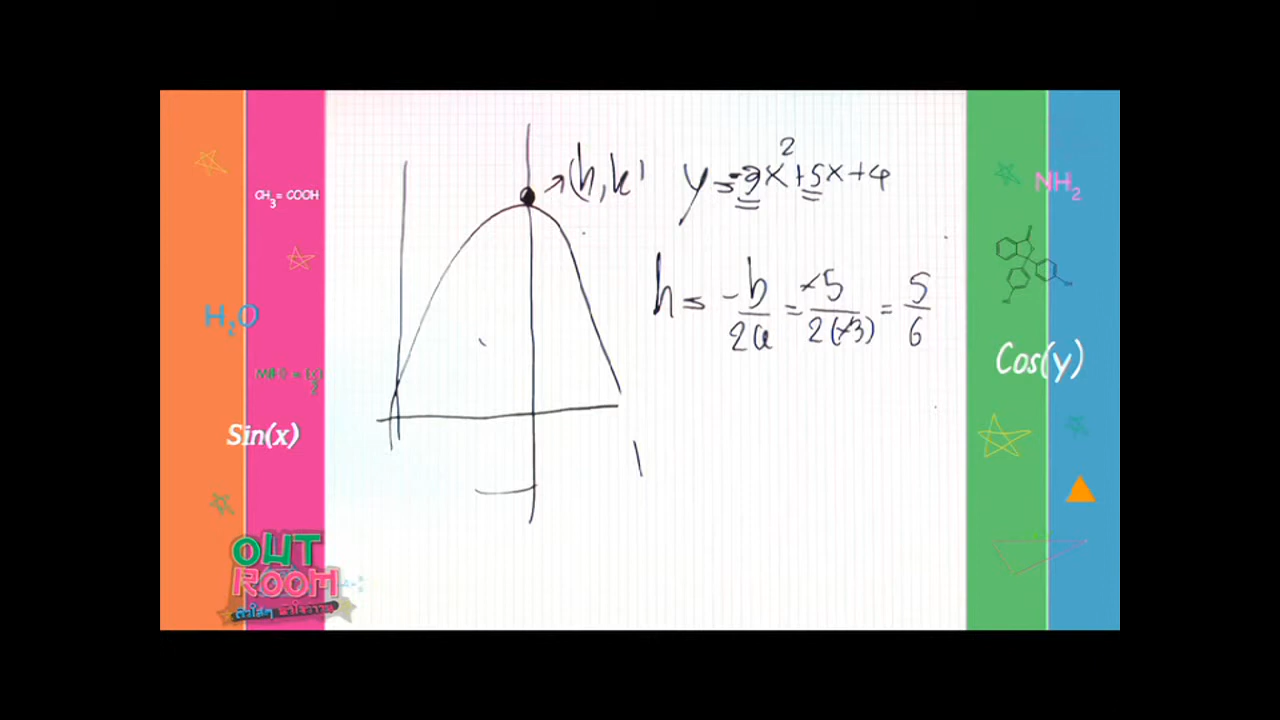 CH3=COOH
H2O
Sin(x)
OUT
ROOM
(h,k)
y = -3x²+5x+4
h = -b/2a = -5/2(-3) = 5/6
NH2
Cos(y)